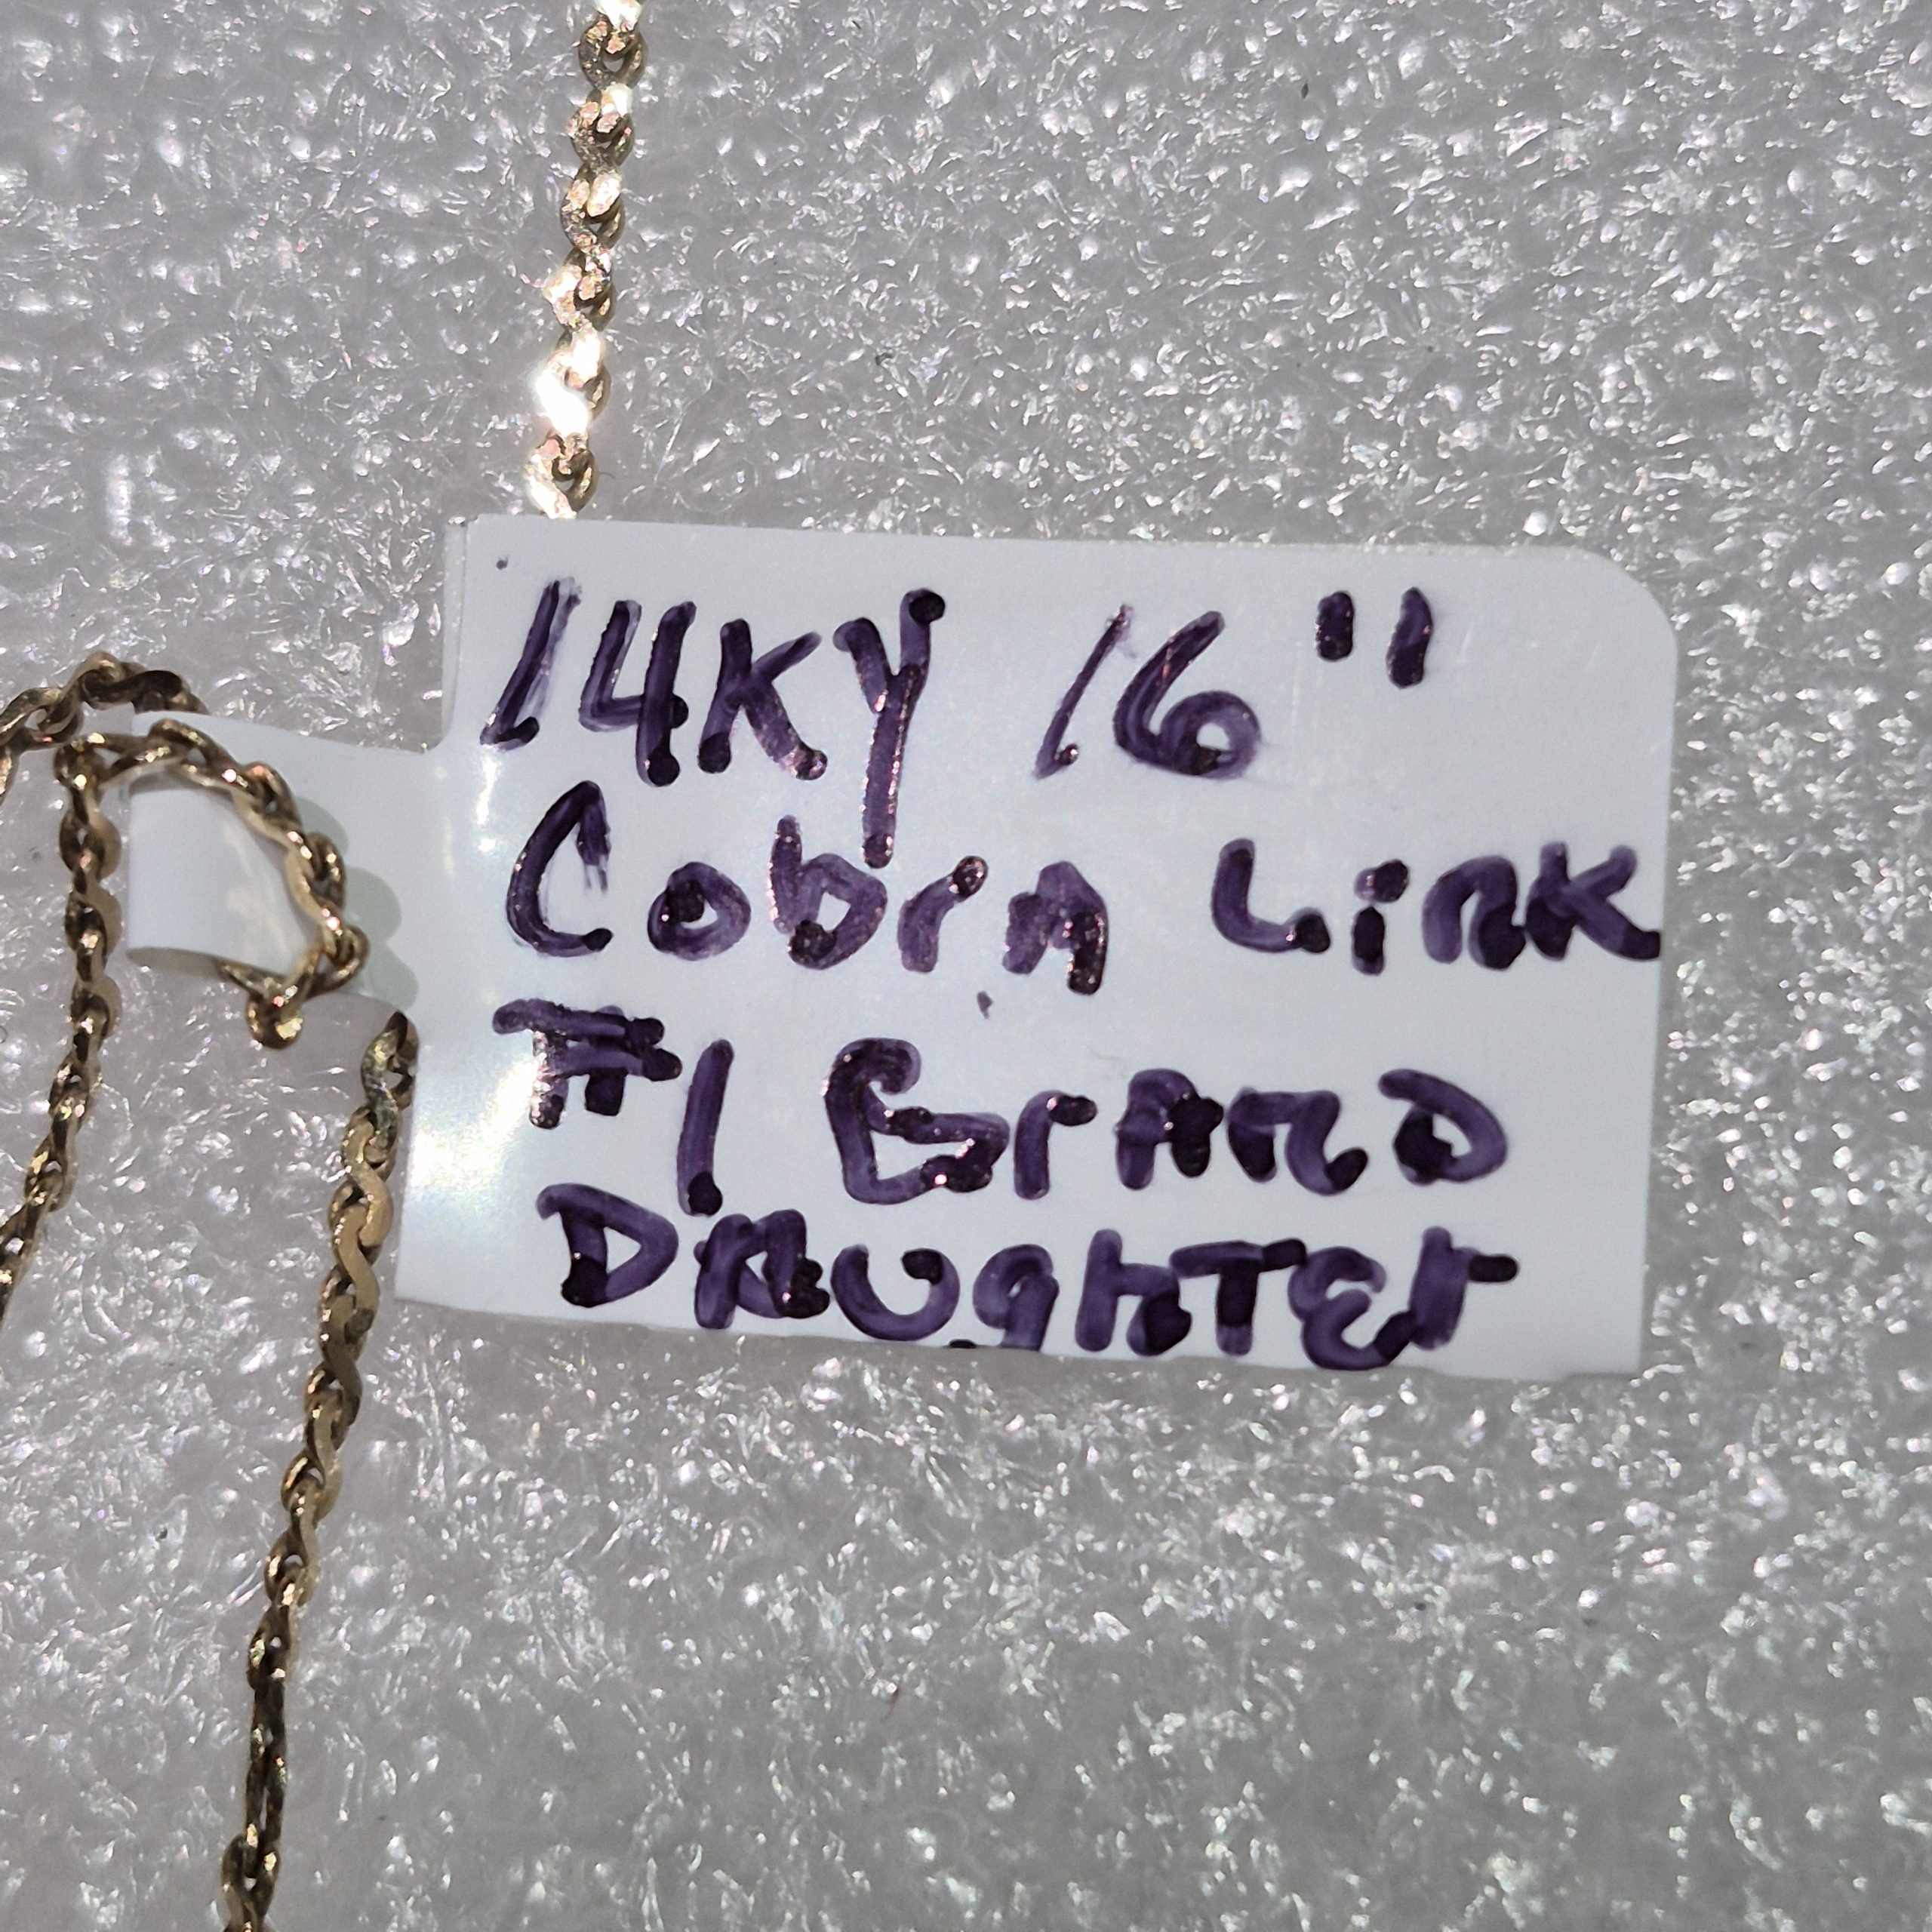 14KY 16"
CobrA Link
#1 GrAnD
DAUgHTEr